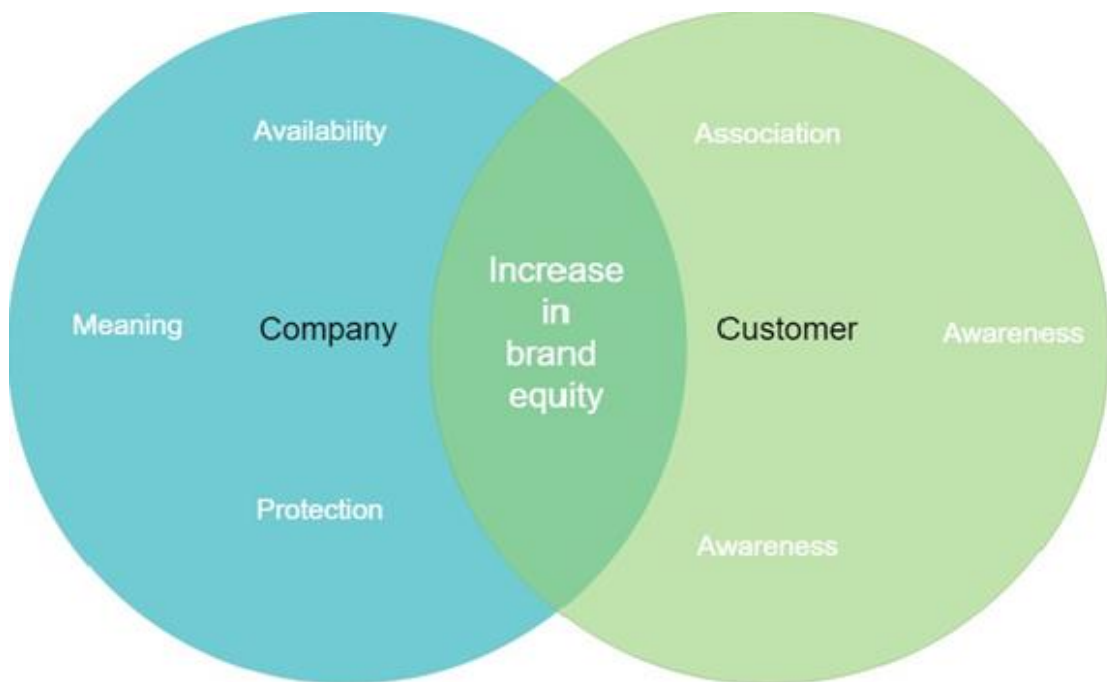 Availability
Association
Increase
in
brand
equity
Meaning
Company
Customer
Awareness
Protection
Awareness